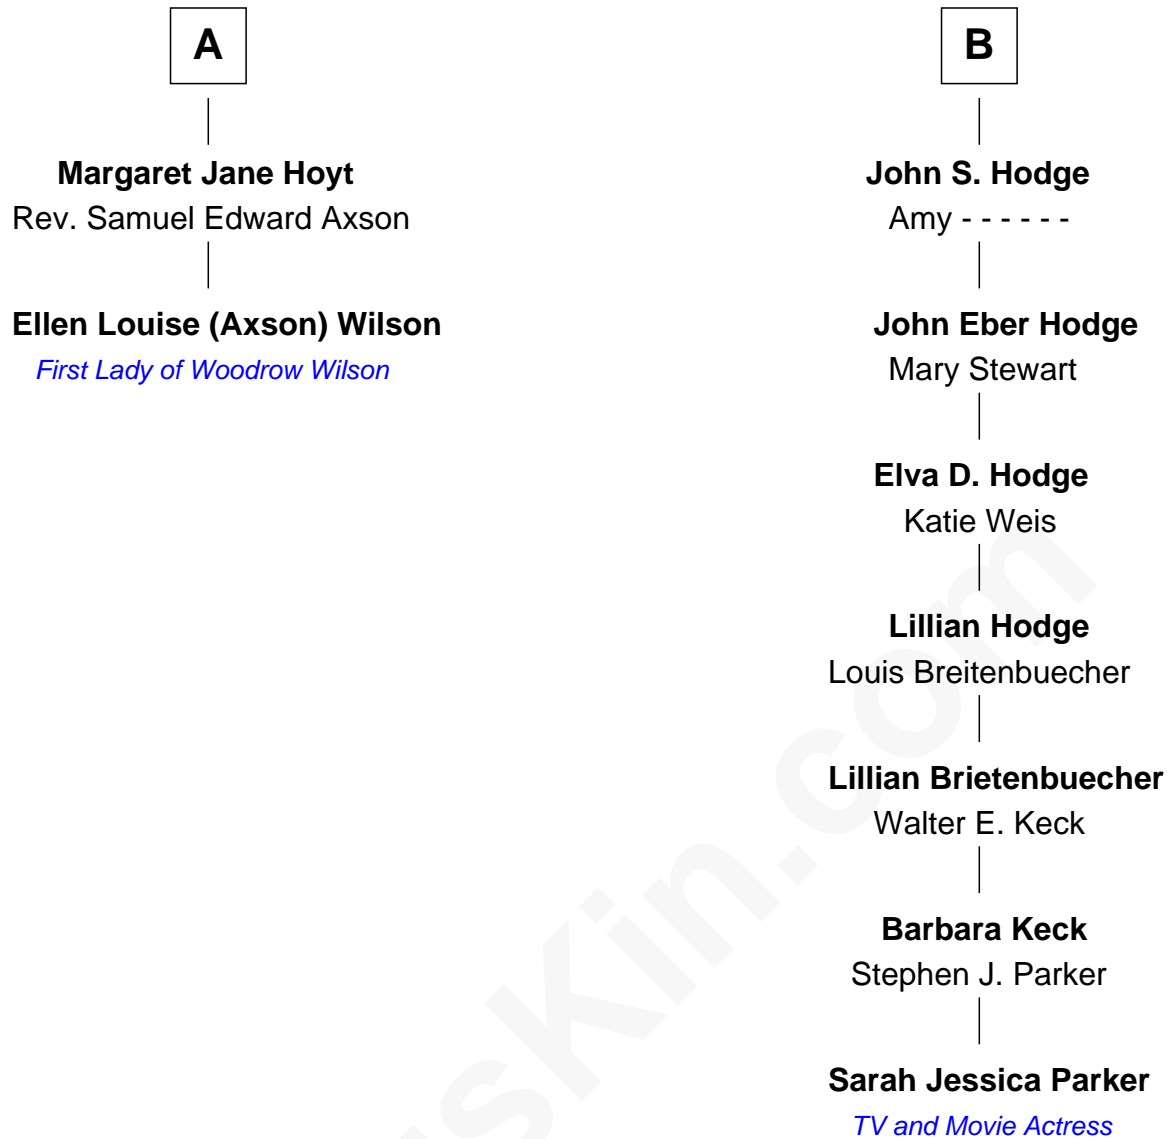 A
Margaret Jane Hoyt
Rev. Samuel Edward Axson
Ellen Louise (Axson) Wilson
First Lady of Woodrow Wilson
B
John S. Hodge
Amy - - - - - -
John Eber Hodge
Mary Stewart
Elva D. Hodge
Katie Weis
Lillian Hodge
Louis Breitenbuecher
Lillian Brietenbuecher
Walter E. Keck
Barbara Keck
Stephen J. Parker
Sarah Jessica Parker
TV and Movie Actress
sKin.com